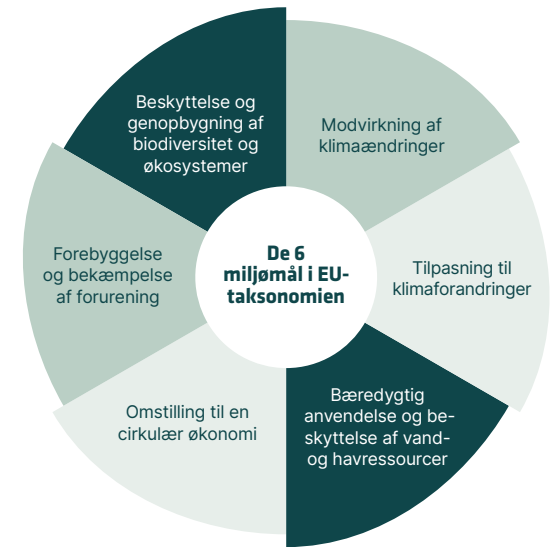 De 6
miljømål i EU-
taksonomien
Modvirkning af
klimaændringer
Tilpasning til
klimaforandringer
Bæredygtig
anvendelse og be-
skyttelse af vand-
og havressourcer
Omstilling til en
cirkulær økonomi
Forebyggelse
og bekæmpelse
af forurening
Beskyttelse og
genopbygning af
biodiversitet og
økosystemer